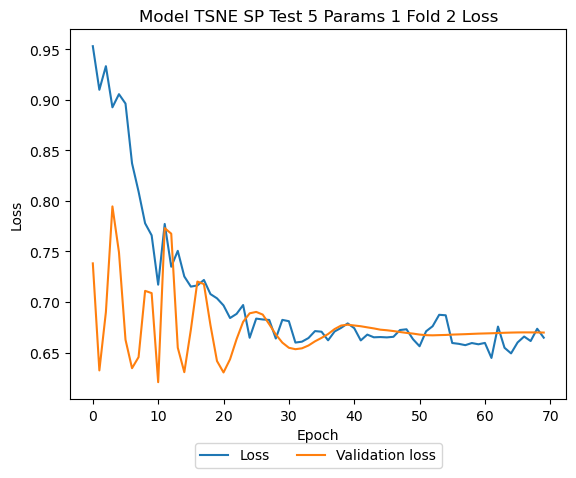 Model TSNE SP Test 5 Params 1 Fold 2 Loss
0.95
0.90
0.85
0.80
0.75
0.70
0.65
Loss
0 10 20 30 40 50 60 70
Epoch
Loss Validation loss